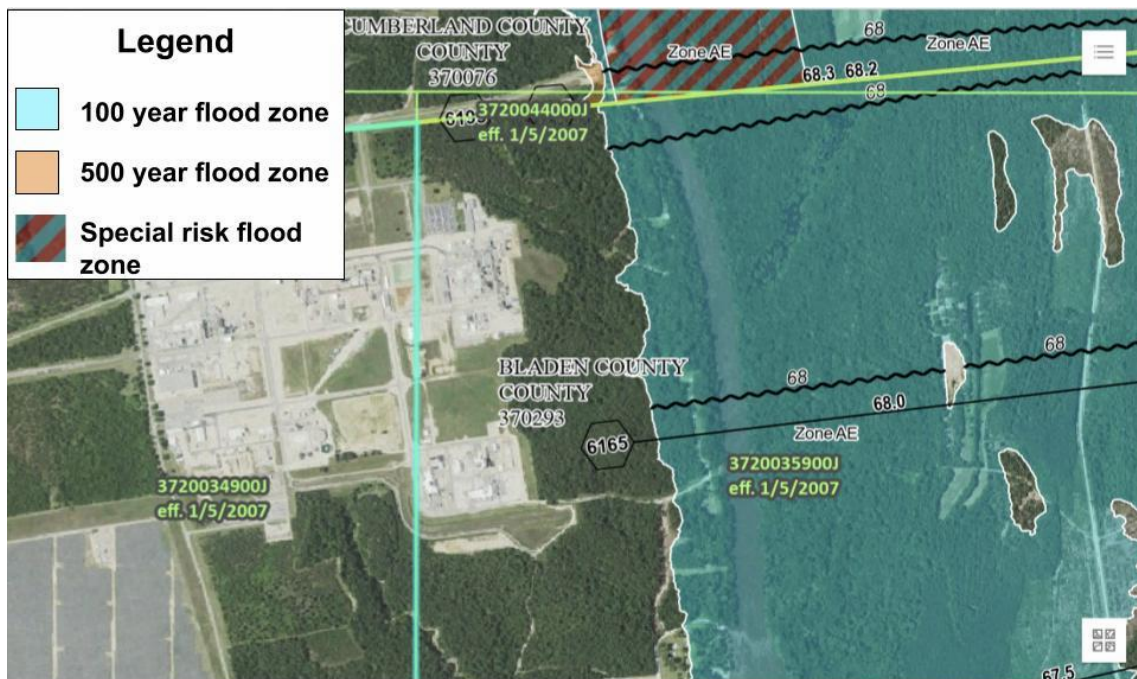 Legend
100 year flood zone
500 year flood zone
Special risk flood
zone
CUMBERLAND COUNTY
COUNTY
370076
68
Zone AE
Zone AE
68.3 68.2
68
3720044000J
eff. 1/5/2007
BLADEN COUNTY
COUNTY
370293
68
68
68.0
Zone AE
6165
3720034900J
eff. 1/5/2007
3720035900J
eff. 1/5/2007
67.5